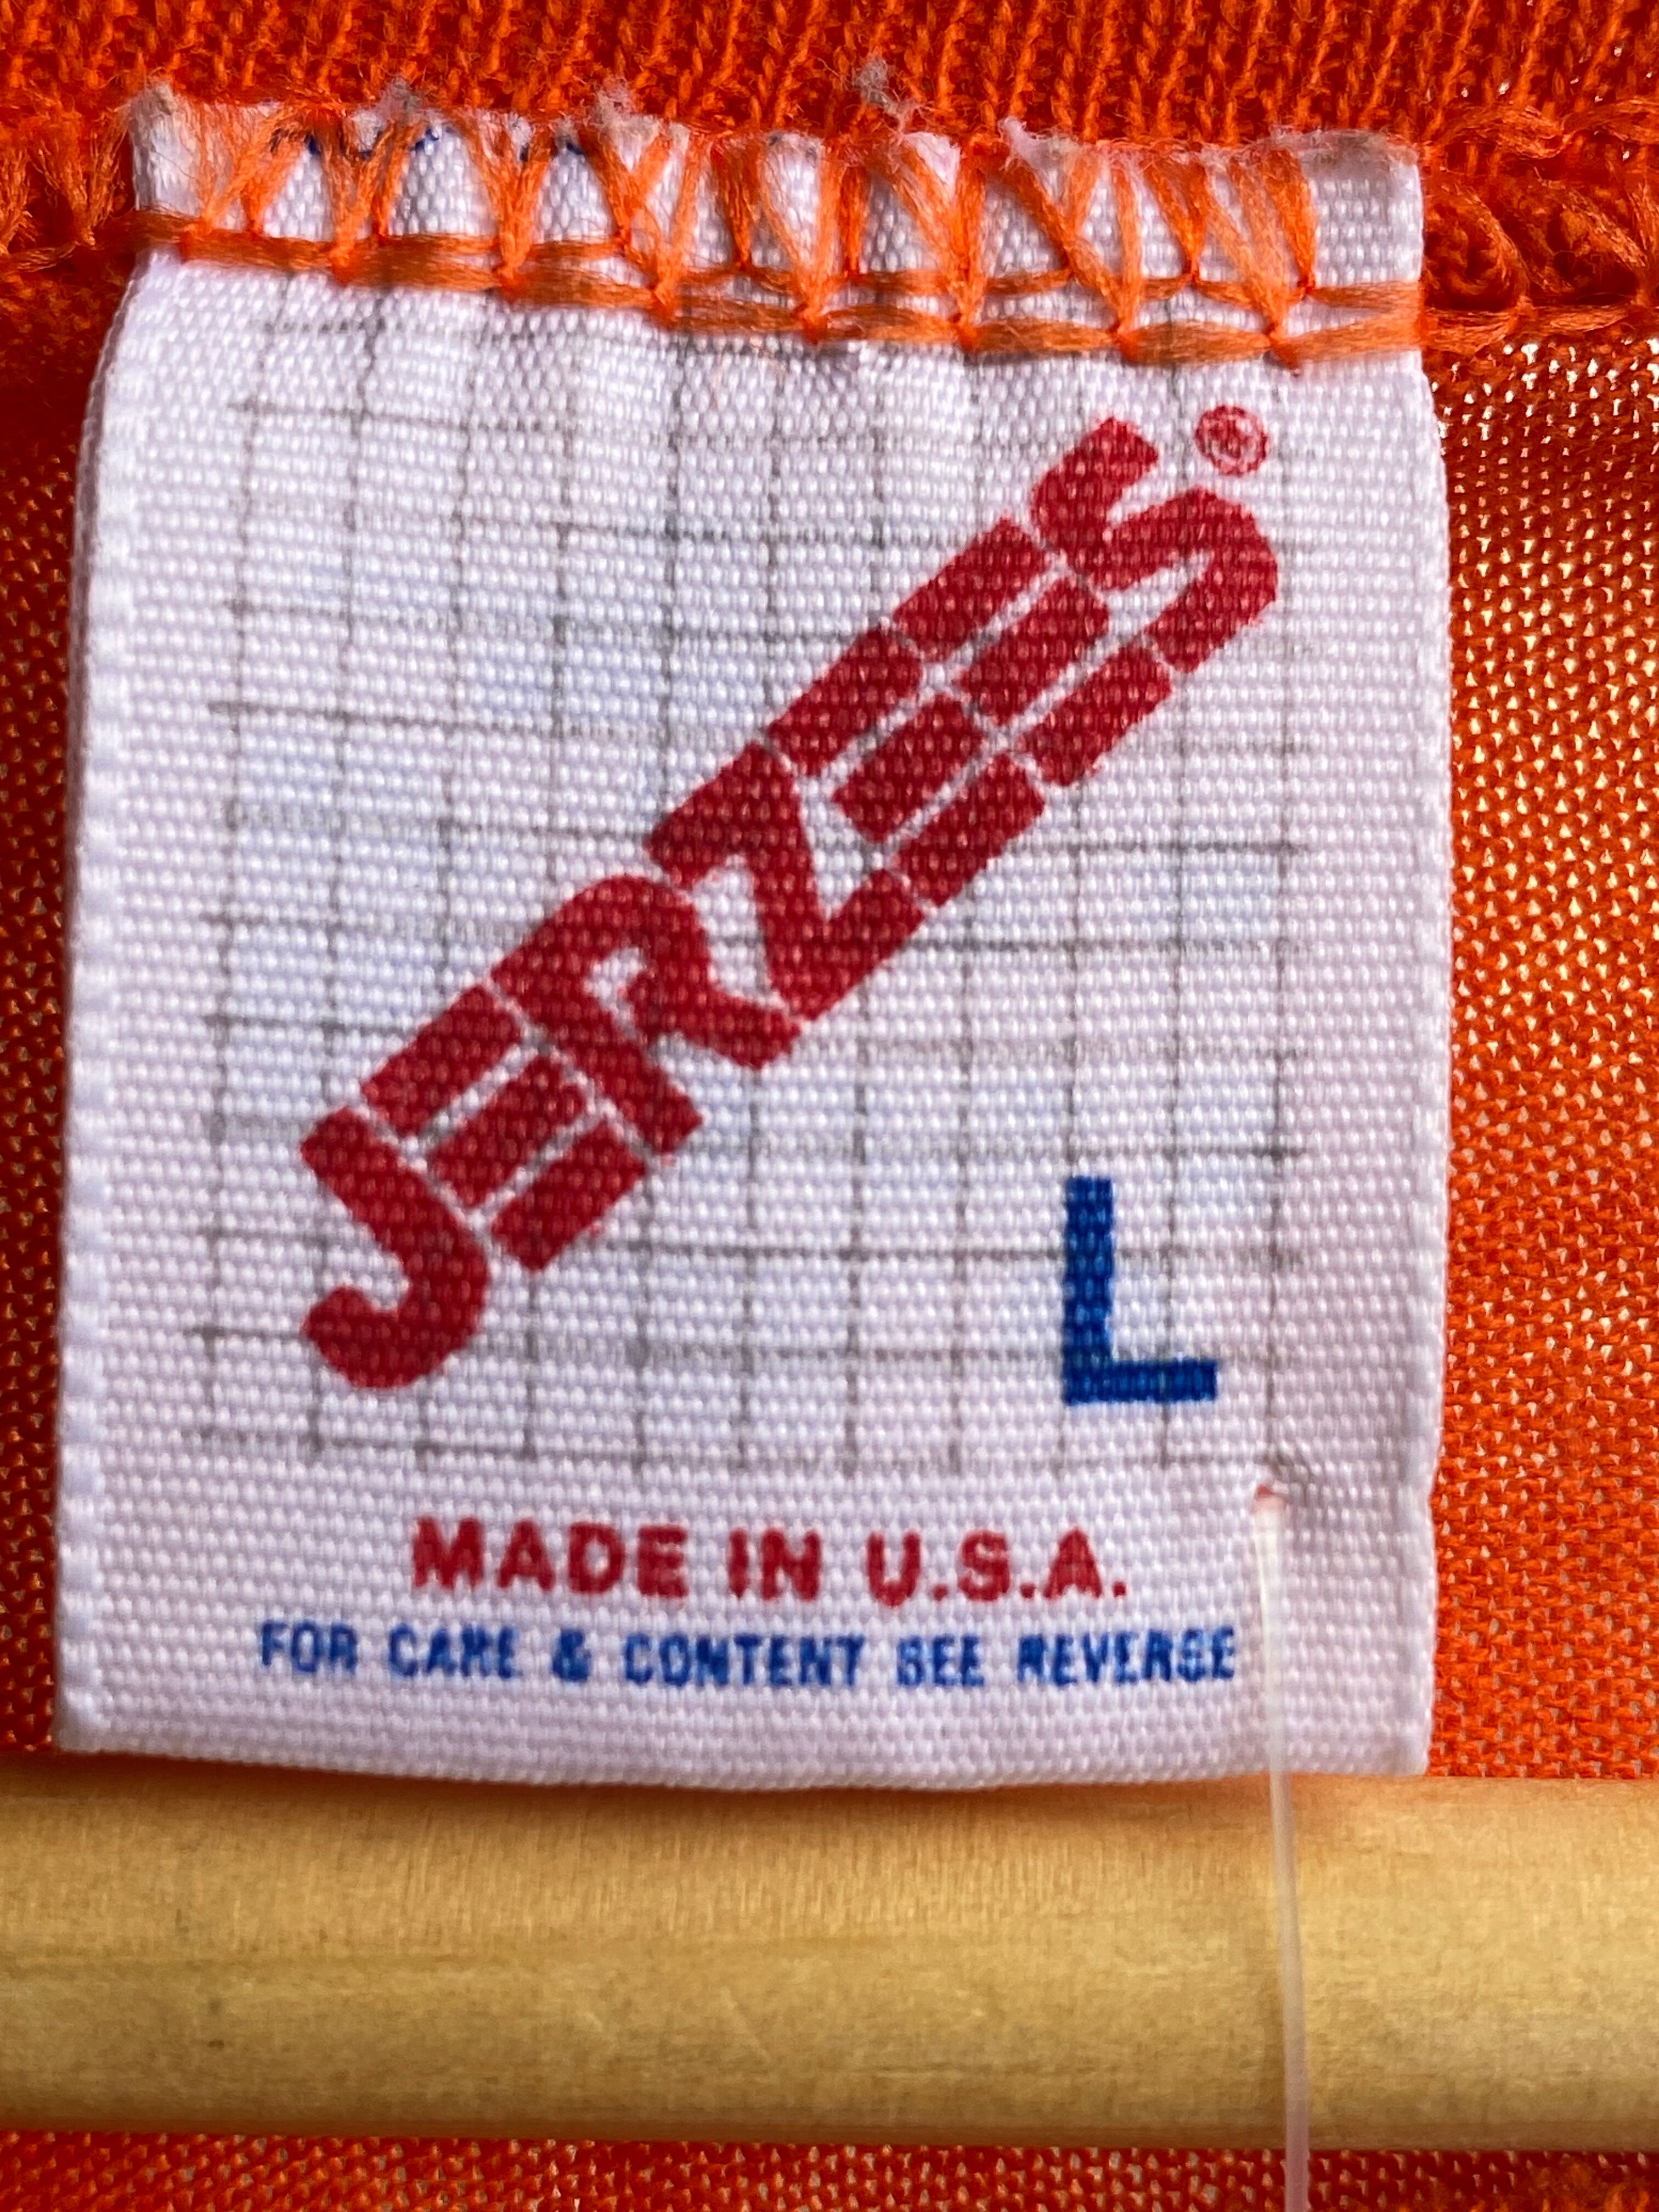 JERZEES®
L
MADE IN U.S.A.
FOR CARE & CONTENT SEE REVERSE